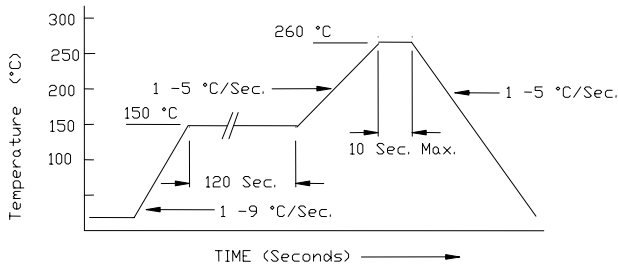 300
260 °C
250
200
1 -5 °C/Sec.
1 -5 °C/Sec.
150 °C
150
100
10 Sec. Max.
120 Sec.
1 -9 °C/Sec.
Temperature (°C)
TIME (Seconds)